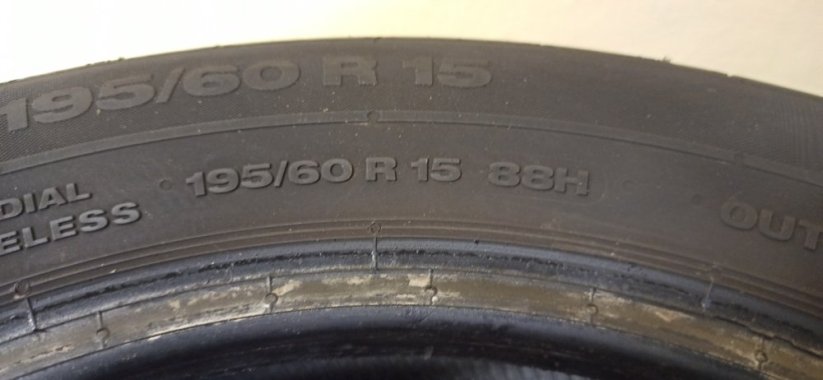 195/60 R 15
DIAL
ELESS
195/60 R 15 88H
OUT